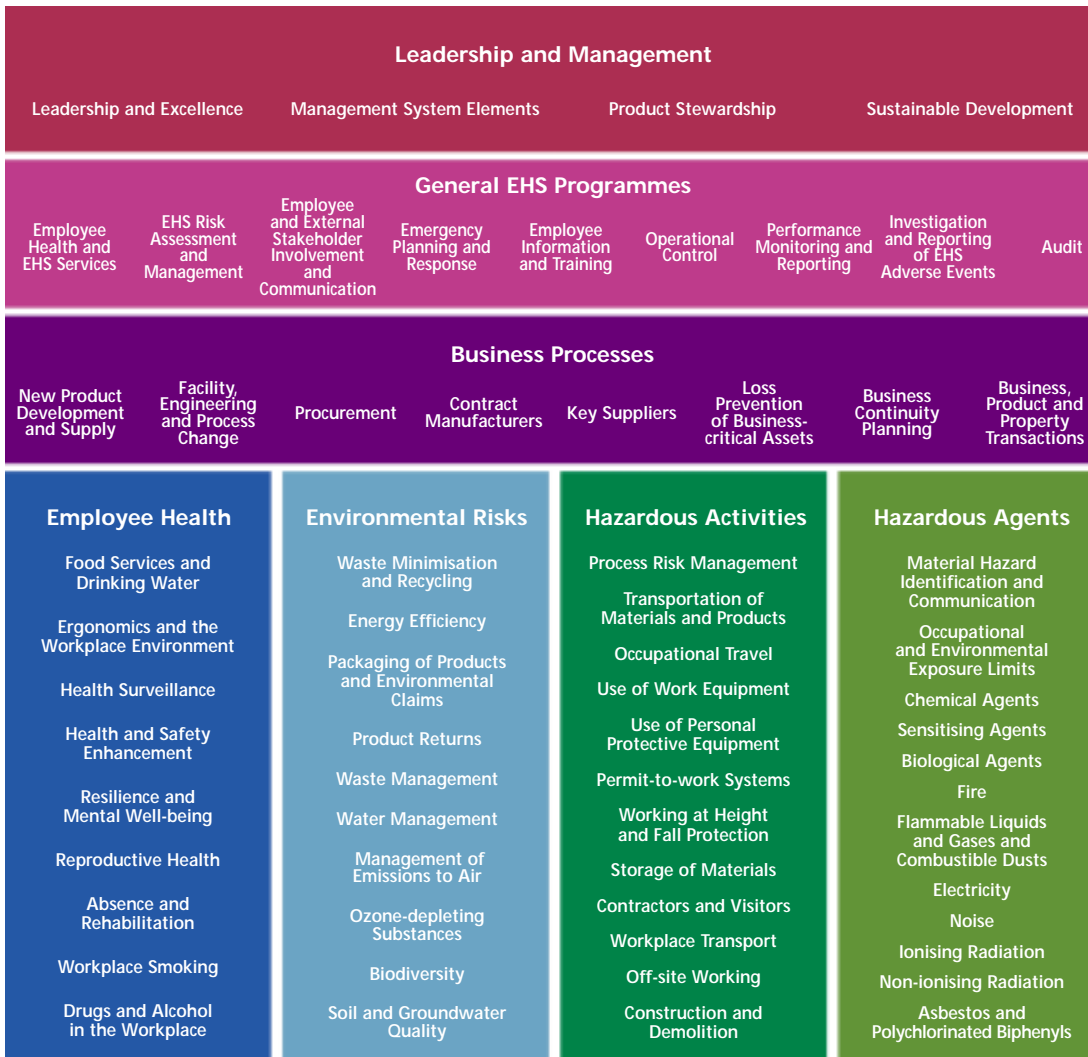 Leadership and Management
Leadership and Excellence
Management System Elements
Product Stewardship
Sustainable Development
General EHS Programmes
Employee
Health and
EHS Services
EHS Risk
Assessment
and
Management
Employee
and External
Stakeholder
Involvement
and
Communication
Emergency
Planning and
Response
Employee
Information
and Training
Operational
Control
Performance
Monitoring and
Reporting
Investigation
and Reporting
of EHS
Adverse Events
Audit
Business Processes
New Product
Development
and Supply
Facility,
Engineering
and Process
Change
Procurement
Contract
Manufacturers
Key Suppliers
Loss
Prevention
of Business-
critical Assets
Business
Continuity
Planning
Business,
Product and
Property
Transactions
Employee Health
Food Services and
Drinking Water
Ergonomics and the
Workplace Environment
Health Surveillance
Health and Safety
Enhancement
Resilience and
Mental Well-being
Reproductive Health
Absence and
Rehabilitation
Workplace Smoking
Drugs and Alcohol
in the Workplace
Environmental Risks
Waste Minimisation
and Recycling
Energy Efficiency
Packaging of Products
and Environmental
Claims
Product Returns
Waste Management
Water Management
Management of
Emissions to Air
Ozone-depleting
Substances
Biodiversity
Soil and Groundwater
Quality
Hazardous Activities
Process Risk Management
Transportation of
Materials and Products
Occupational Travel
Use of Work Equipment
Use of Personal
Protective Equipment
Permit-to-work Systems
Working at Height
and Fall Protection
Storage of Materials
Contractors and Visitors
Workplace Transport
Off-site Working
Construction and
Demolition
Hazardous Agents
Material Hazard
Identification and
Communication
Occupational
and Environmental
Exposure Limits
Chemical Agents
Sensitising Agents
Biological Agents
Fire
Flammable Liquids
and Gases and
Combustible Dusts
Electricity
Noise
Ionising Radiation
Non-ionising Radiation
Asbestos and
Polychlorinated Biphenyls